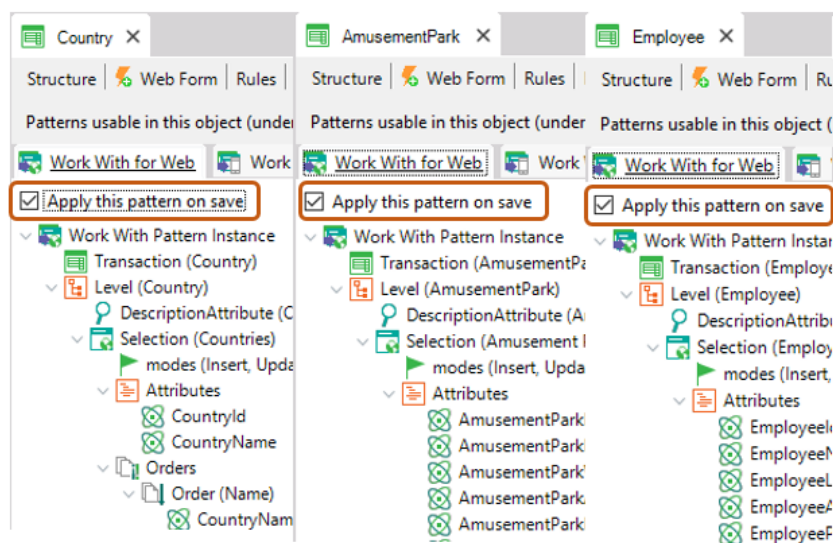 Country
Structure Web Form Rules
Patterns usable in this object (under
Work With for Web Work
Apply this pattern on save
Work With Pattern Instance
Transaction (Country)
Level (Country)
DescriptionAttribute (C
Selection (Countries)
modes (Insert, Upda
Attributes
CountryId
CountryName
Orders
Order (Name)
CountryNam
AmusementPark
Structure Web Form Rules
Patterns usable in this object (under
Work With for Web Work
Apply this pattern on save
Work With Pattern Instance
Transaction (AmusementPa
Level (AmusementPark)
DescriptionAttribute (A
Selection (Amusement
modes (Insert, Upda
Attributes
AmusementPark
AmusementPark
AmusementPark
AmusementPark
AmusementPark
Employee
Structure Web Form Ru
Patterns usable in this object (
Work With for Web
Apply this pattern on save
Work With Pattern Instan
Transaction (Employe
Level (Employee)
DescriptionAttribu
Selection (Employ
modes (Insert,
Attributes
EmployeeI
EmployeeN
EmployeeL
EmployeeA
EmployeeP